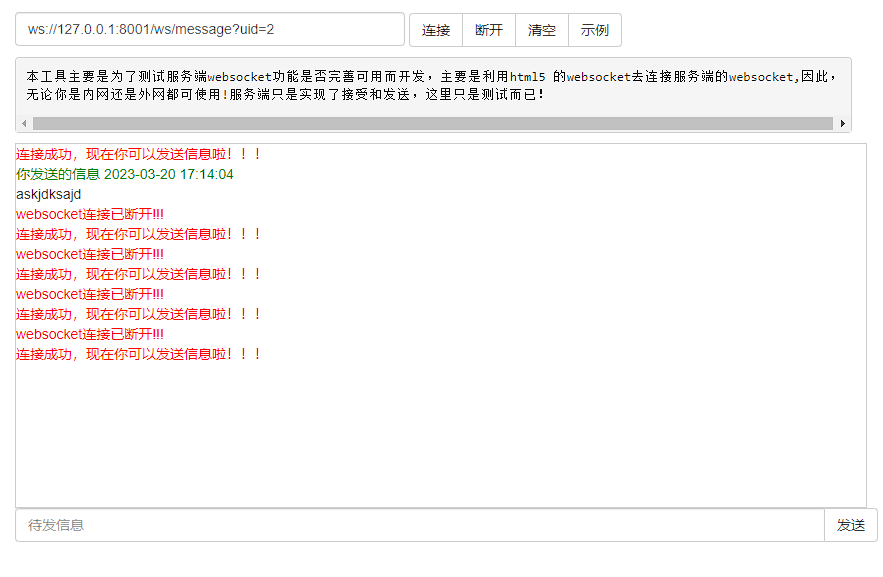 ws://127.0.0.1:8001/ws/message?uid=2
连接 断开 清空 示例
本工具主要是为了测试服务端websocket功能是否完善可用而开发，主要是利用html5 的websocket去连接服务端的websocket,因此，
无论你是内网还是外网都可使用!服务端只是实现了接受和发送，这里只是测试而已！
连接成功，现在你可以发送信息啦！！！
你发送的信息 2023-03-20 17:14:04
askjdksajd
websocket连接已断开!!!
连接成功，现在你可以发送信息啦！！！
websocket连接已断开!!!
连接成功，现在你可以发送信息啦！！！
websocket连接已断开!!!
连接成功，现在你可以发送信息啦！！！
websocket连接已断开!!!
连接成功，现在你可以发送信息啦！！！
待发信息 发送